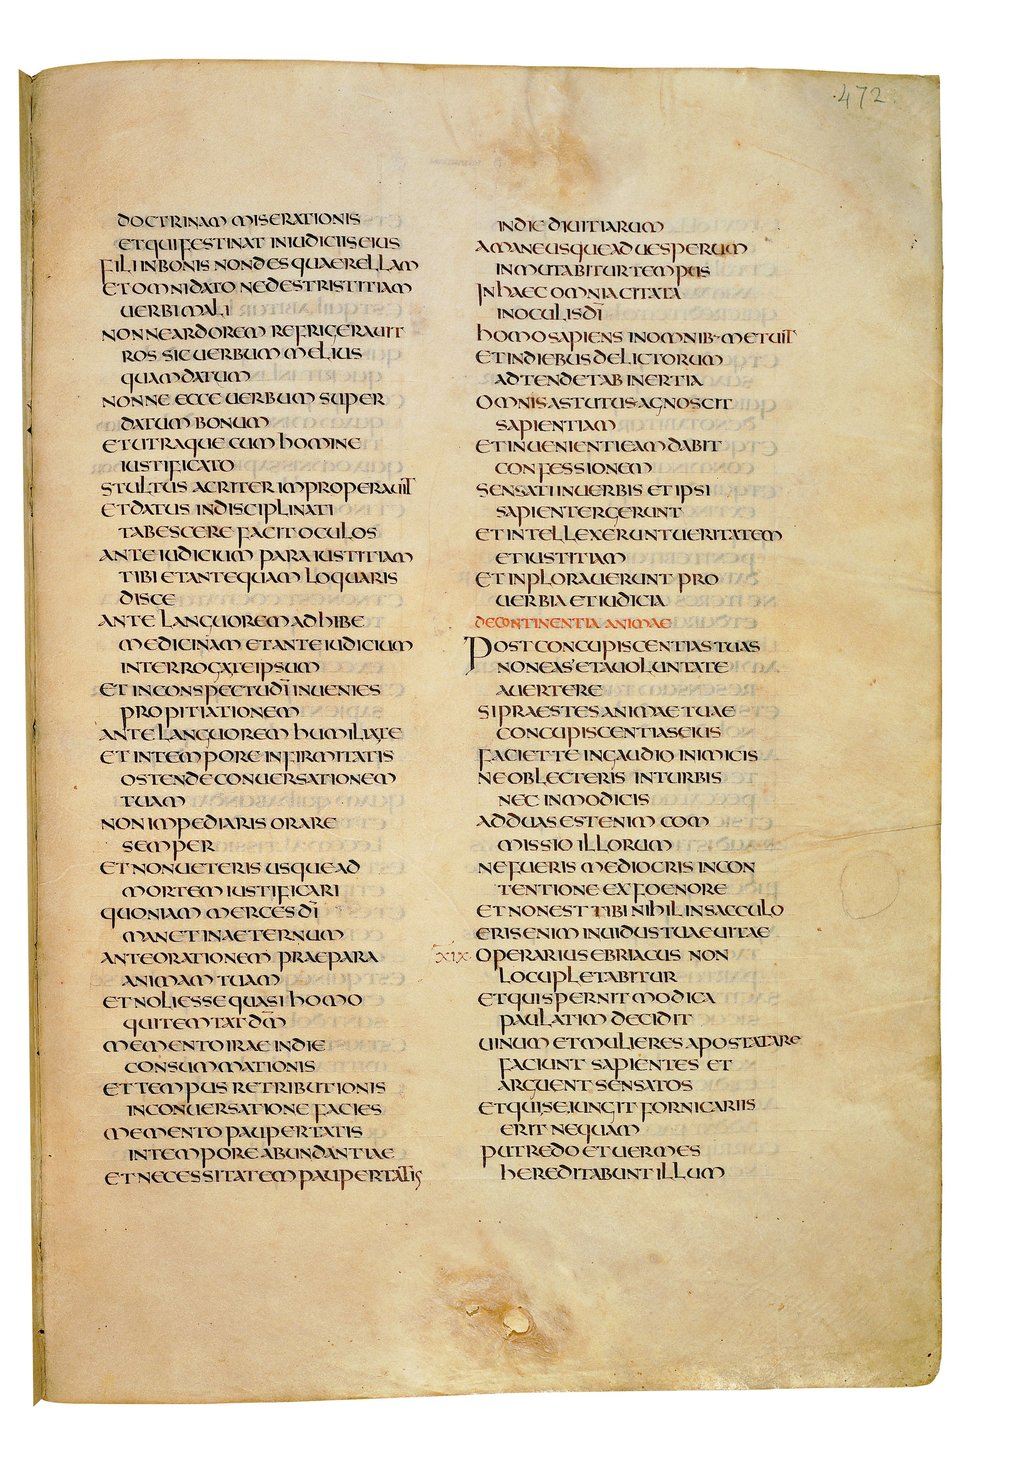 472
DOCTRINAM MISERATIONIS
ET QUI FESTINAT IN IUDICIIS EIUS
FILI IN BONIS NON DES QUAERELLAM
ET OMNI DATO NE DES TRISTITIAM
UERBI MALI
NONNE ARDOREM REFRIGERAUIT
ROS SIC UERBUM MELIUS
QUAM DATUM
NONNE ECCE UERBUM SUPER
DATUM BONUM
ET UTRAQUE CUM HOMINE
IUSTIFICATO
STULTUS ACRITER IMPROPERAUIT
ET DATUS INDISCIPLINATI
TABESCERE FACIT OCULOS
ANTE IUDICIUM PARA IUSTITIAM
TIBI ET ANTEQUAM LOQUARIS
DISCE
ANTE LANGUOREM ADHIBE
MEDICINAM ET ANTE IUDICIUM
INTERROGA TE IPSUM
ET IN CONSPECTU DĪ INUENIES
PROPITIATIONEM
ANTE LANGUOREM HUMILIA TE
ET IN TEMPORE INFIRMITATIS
OSTENDE CONUERSATIONEM
TUAM
NON IMPEDIARIS ORARE
SEMPER
ET NON UETERIS USQUE AD
MORTEM IUSTIFICARI
QUONIAM MERCES DĪ
MANET IN AETERNUM
ANTE ORATIONEM PRAEPARA
ANIMAM TUAM
ET NOLI ESSE QUASI HOMO
QUI TEMTAT DM̄
MEMENTO IRAE IN DIE
CONSUMMATIONIS
ET TEMPUS RETRIBUTIONIS
IN CONUERSATIONE FACIES
MEMENTO PAUPERTATIS
IN TEMPORE ABUNDANTIAE
ET NECESSITATEM PAUPERTATIS
IN DIE DIUITIARUM
A MANE USQUE AD UESPERUM
INMUTABITUR TEMPUS
IN HAEC OMNIA CITATA
IN OCULIS DĪ
HOMO SAPIENS IN OMNIB· METUIT
ET IN DIEBUS DELICTORUM
ADTENDET AB INERTIA
OMNIS ASTUTUS AGNOSCIT
SAPIENTIAM
ET INUENIENTI EAM DABIT
CONFESSIONEM
SENSATI IN UERBIS ET IPSI
SAPIENTER GERUNT
ET INTELLEXERUNT UERITATEM
ET IUSTITIAM
ET INPLORAUERUNT PRO
UERBIA ET IUDICIA
DE CONTINENTIA ANIMAE
POST CONCUPISCENTIAS TUAS
NON EAS ET A UOLUNTATE
AUERTERE
SI PRAESTES ANIMAE TUAE
CONCUPISCENTIAS EIUS
FACIET TE IN GAUDIO INIMICIS
NE OBLECTERIS IN TURBIS
NEC IN MODICIS
ADDUAS EST ENIM COM
MISSIO ILLORUM
NE FUERIS MEDIOCRIS IN CON
TENTIONE EX FOENORE
ET NON EST TIBI NIHIL IN SACCULO
ERIS ENIM INUIDUS TUAE UITAE
XIX OPERARIUS EBRIACUS NON
LOCUPLETABITUR
ET QUI SPERNIT MODICA
PAULATIM DECIDIT
UINUM ET MULIERES APOSTATARE
FACIUNT SAPIENTES ET
ARGUENT SENSATOS
ET QUI SE IUNGIT FORNICARIIS
ERIT NEQUAM
PUTREDO ET UERMES
HEREDITABUNT ILLUM